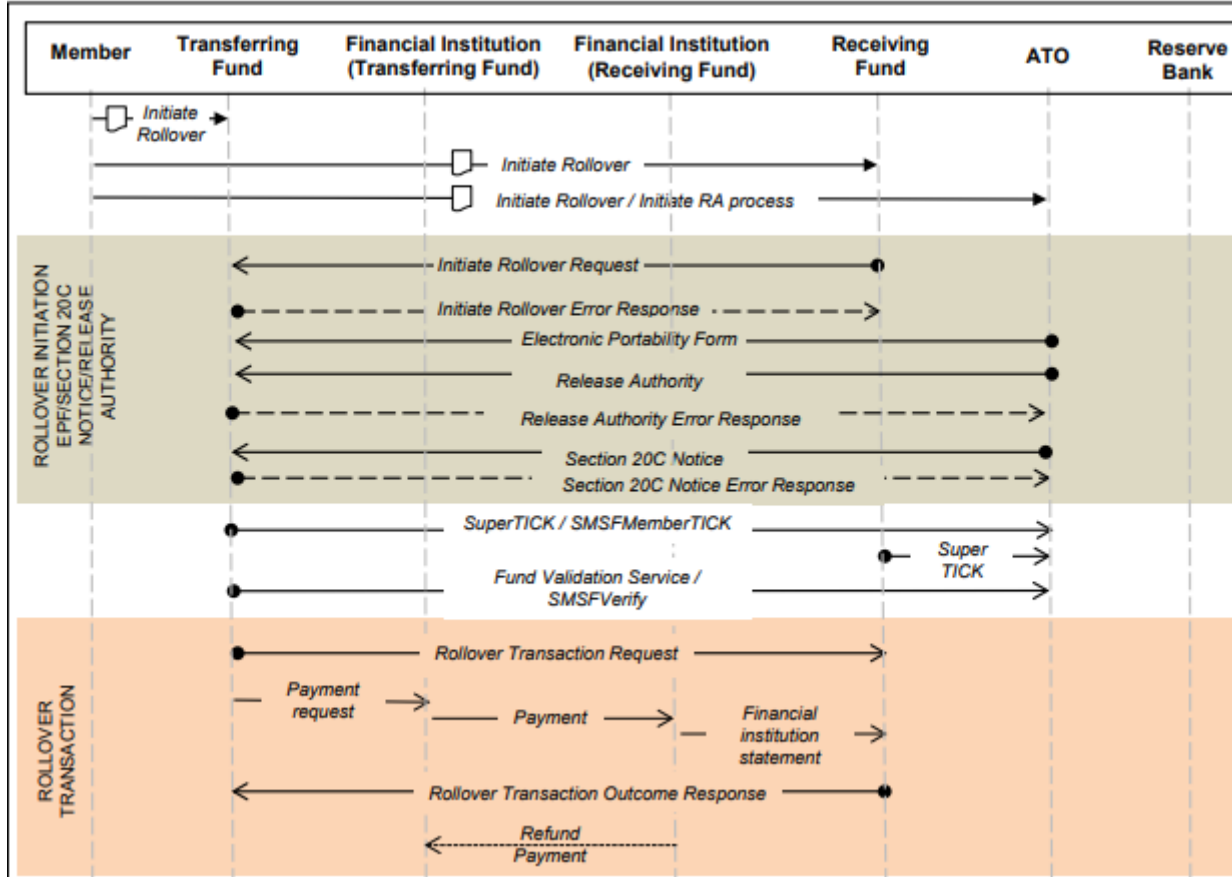 Member
Transferring
Fund
Financial Institution
(Transferring Fund)
Financial Institution
(Receiving Fund)
Receiving
Fund
ATO
Reserve
Bank
Initiate
Rollover
Initiate Rollover
Initiate Rollover / Initiate RA process
ROLLOVER INITIATION
EPF/SECTION 20C
NOTICE/RELEASE
AUTHORITY
Initiate Rollover Request
Initiate Rollover Error Response
Electronic Portability Form
Release Authority
Release Authority Error Response
Section 20C Notice
Section 20C Notice Error Response
SuperTICK / SMSFMemberTICK
Super
TICK
Fund Validation Service /
SMSFVerify
ROLLOVER
TRANSACTION
Rollover Transaction Request
Payment
request
Payment
Financial
institution
statement
Rollover Transaction Outcome Response
Refund
Payment